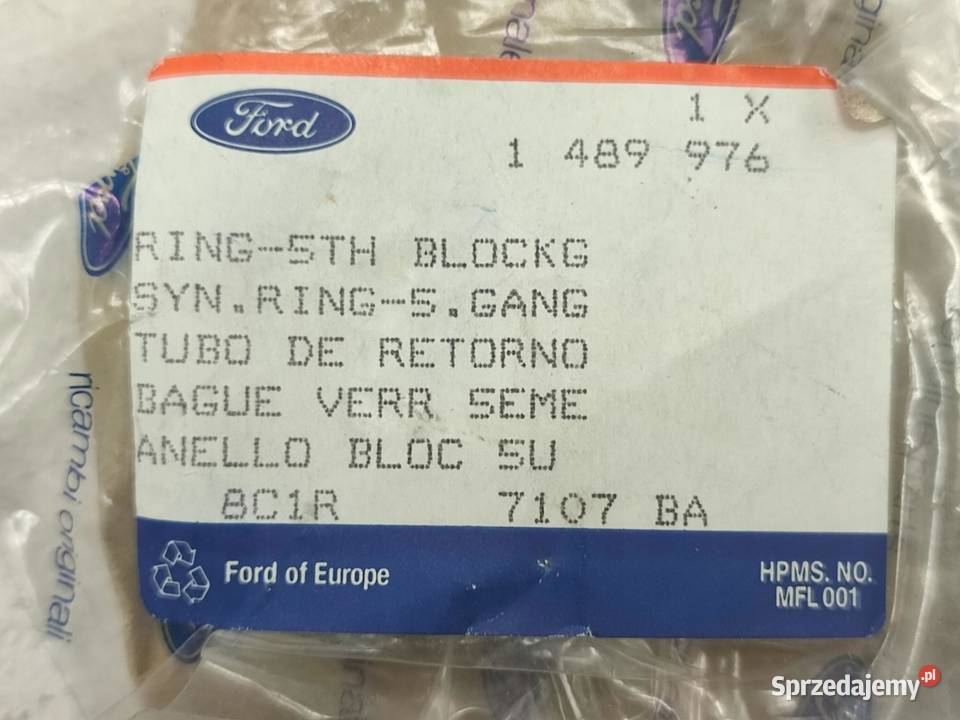 Ford
1 X
1 489 976
RING-5TH BLOCKG
SYN.RING-5.GANG
TUBO DE RETORNO
BAGUE VERR 5EME
ANELLO BLOC 5U
8C1R 7107 BA
Ford of Europe
HPMS. NO.
MFL 001
ricambi originali
originali
Sprzedajemy.pl